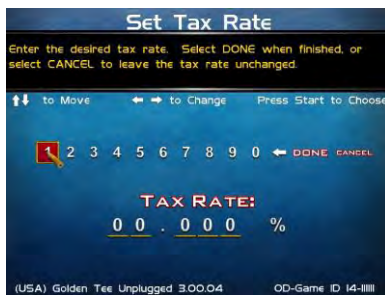 Set Tax Rate
Enter the desired tax rate. Select DONE when finished, or
select CANCEL to leave the tax rate unchanged.
⬆⬇ to Move ⬅ ➡ to Change Press Start to Choose
1 2 3 4 5 6 7 8 9 0 ⬅ DONE CANCEL
TAX RATE:
0 0 . 0 0 0 %
(USA) Golden Tee Unplugged 3.00.04 OD-Game ID 14-11111